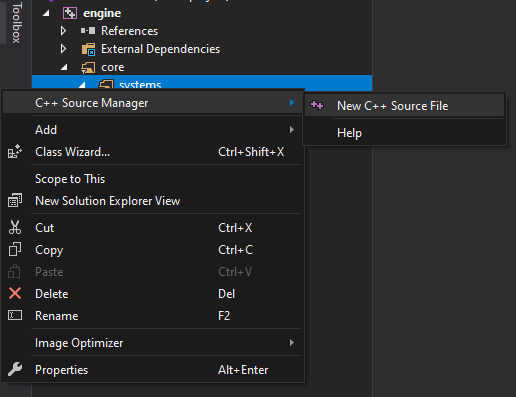 Toolbox
engine
References
External Dependencies
core
systems
C++ Source Manager
New C++ Source File
Add
Help
Class Wizard... Ctrl+Shift+X
Scope to This
New Solution Explorer View
Cut Ctrl+X
Copy Ctrl+C
Paste Ctrl+V
Delete Del
Rename F2
Image Optimizer
Properties Alt+Enter